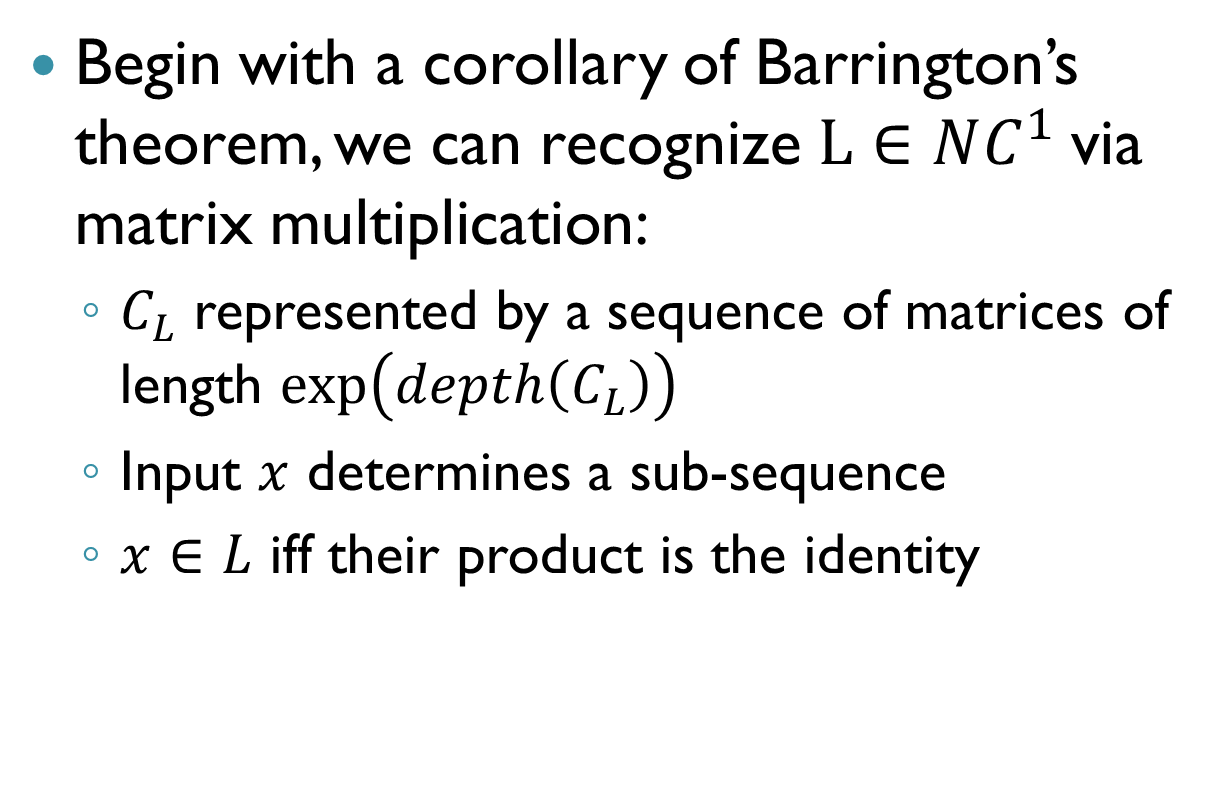 • Begin with a corollary of Barrington’s
theorem, we can recognize L ∈ 𝑁𝐶¹ via
matrix multiplication:
◦ 𝐶_𝐿 represented by a sequence of matrices of
length exp(𝑑𝑒𝑝𝑡ℎ(𝐶_𝐿))
◦ Input 𝑥 determines a sub-sequence
◦ 𝑥 ∈ 𝐿 iff their product is the identity